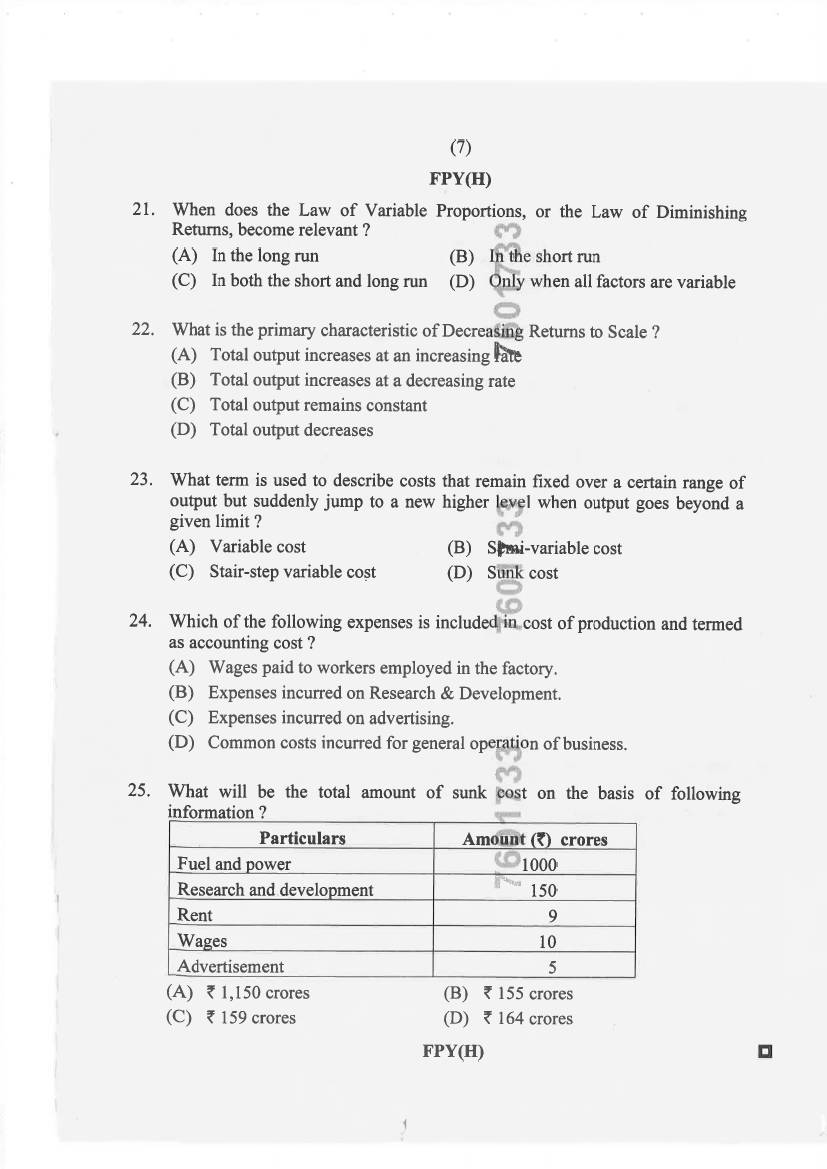 (7)
FPY(H)
21. When does the Law of Variable Proportions, or the Law of Diminishing
Returns, become relevant ?
(A) In the long run (B) In the short run
(C) In both the short and long run (D) Only when all factors are variable
22. What is the primary characteristic of Decreasing Returns to Scale ?
(A) Total output increases at an increasing rate
(B) Total output increases at a decreasing rate
(C) Total output remains constant
(D) Total output decreases
23. What term is used to describe costs that remain fixed over a certain range of
output but suddenly jump to a new higher level when output goes beyond a
given limit ?
(A) Variable cost (B) Semi-variable cost
(C) Stair-step variable cost (D) Sunk cost
24. Which of the following expenses is included in cost of production and termed
as accounting cost ?
(A) Wages paid to workers employed in the factory.
(B) Expenses incurred on Research & Development.
(C) Expenses incurred on advertising.
(D) Common costs incurred for general operation of business.
25. What will be the total amount of sunk cost on the basis of following
information ?
Particulars Amount (₹) crores
Fuel and power 1000
Research and development 150
Rent 9
Wages 10
Advertisement 5
(A) ₹ 1,150 crores (B) ₹ 155 crores
(C) ₹ 159 crores (D) ₹ 164 crores
FPY(H)
7601733
7601733
7601733